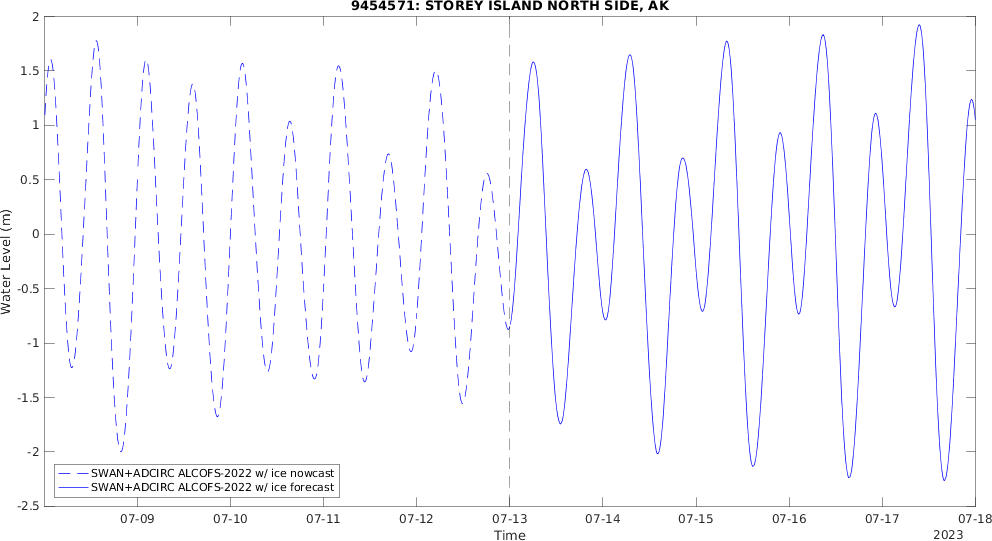 9454571: STOREY ISLAND NORTH SIDE, AK
2
1.5
1
0.5
0
-0.5
-1
-1.5
-2
-2.5
Water Level (m)
SWAN+ADCIRC ALCOFS-2022 w/ ice nowcast
SWAN+ADCIRC ALCOFS-2022 w/ ice forecast
07-09 07-10 07-11 07-12 07-13 07-14 07-15 07-16 07-17 07-18
Time
2023